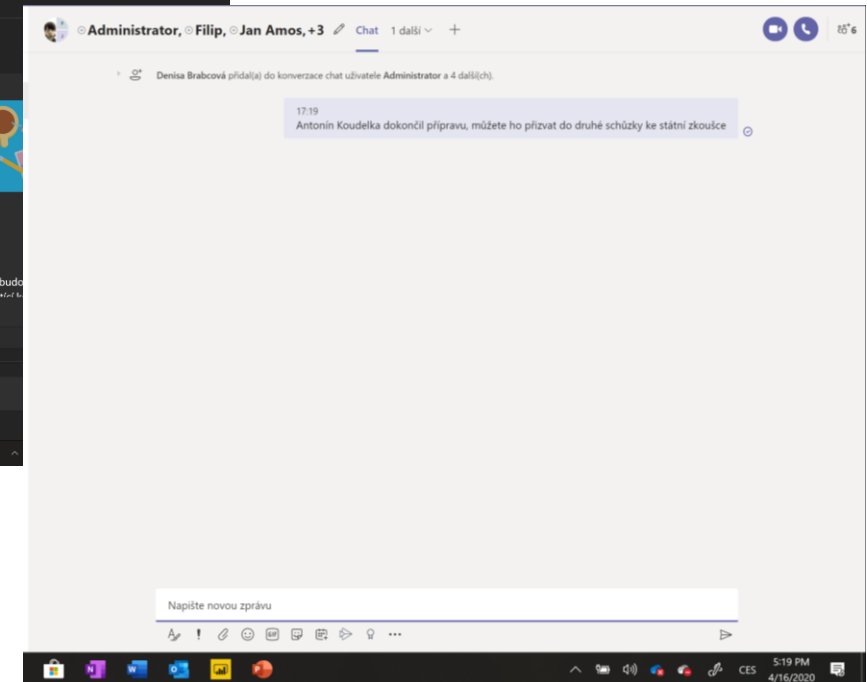 Administrator, Filip, Jan Amos, +3 Chat 1 další 6
Denisa Brabcová přidal(a) do konverzace chat uživatele Administrator a 4 další(ch).
17:19
Antonín Koudelka dokončil přípravu, můžete ho přizvat do druhé schůzky ke státní zkoušce
budo
Napište novou zprávu
GIF
CES
5:19 PM
4/16/2020